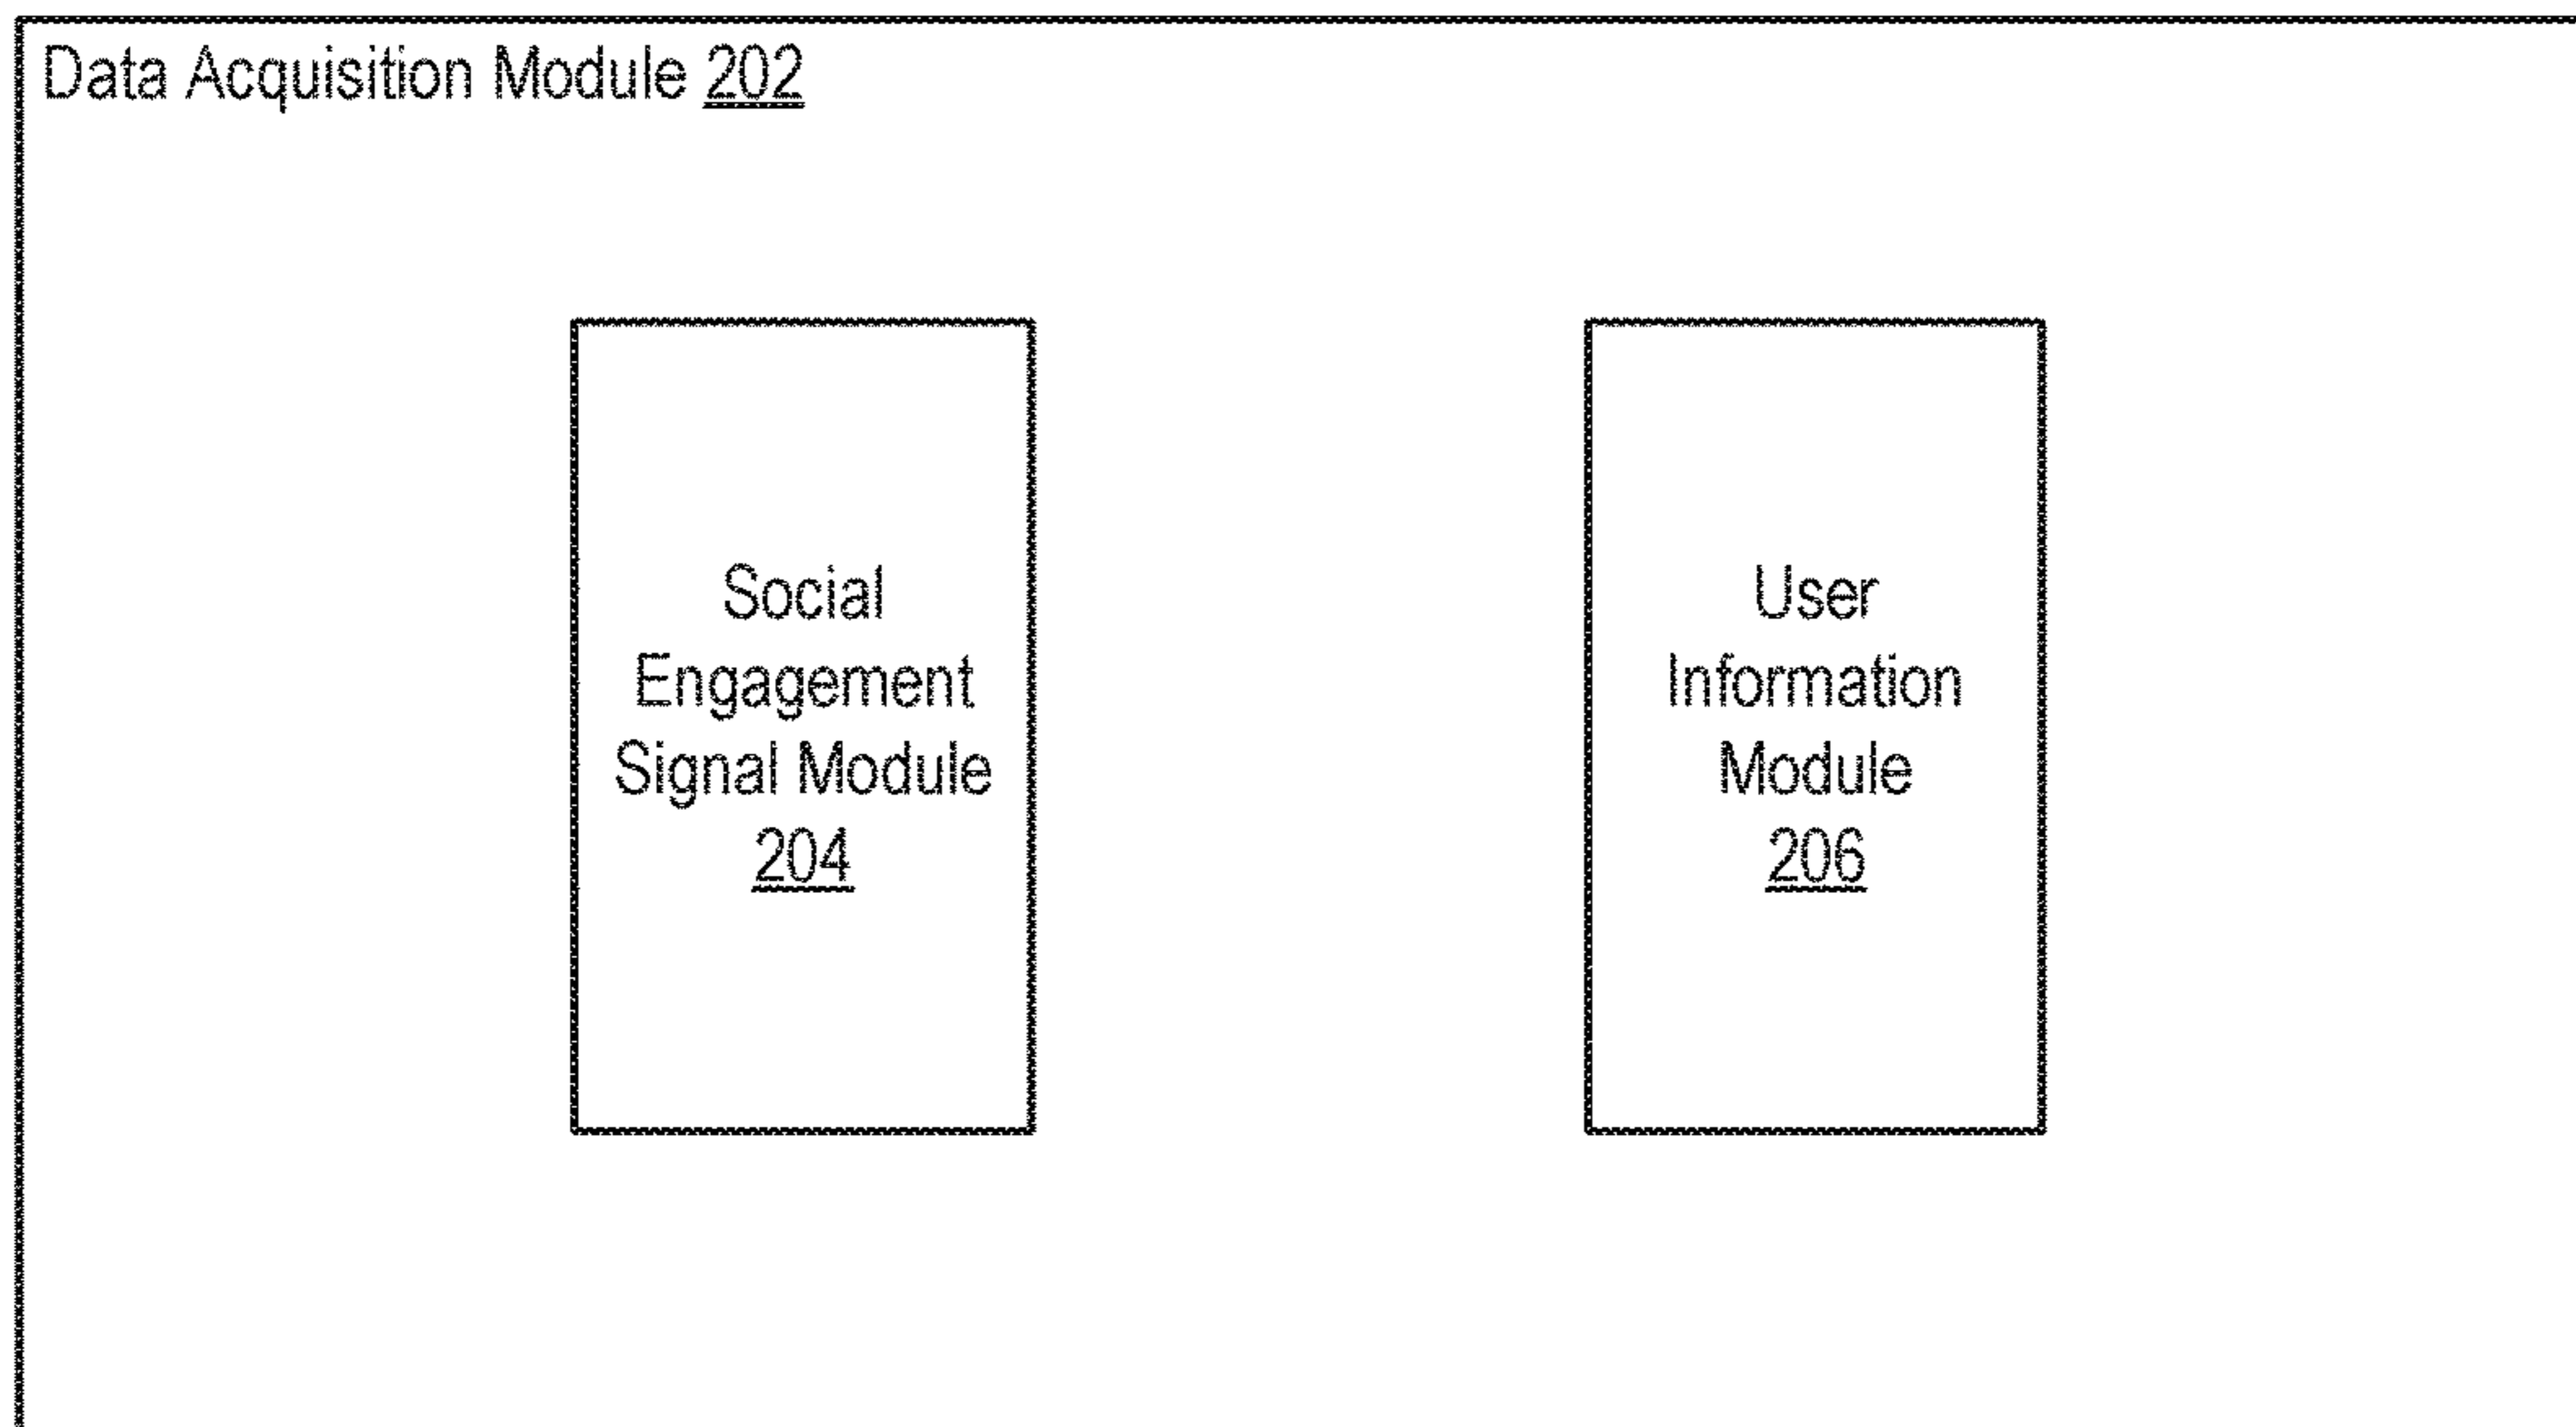 Data Acquisition Module 202
Social
Engagement
Signal Module
204
User
Information
Module
206